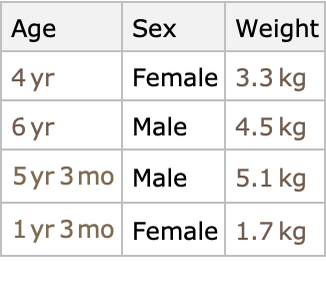 Age Sex Weight
4 yr Female 3.3 kg
6 yr Male 4.5 kg
5 yr 3 mo Male 5.1 kg
1 yr 3 mo Female 1.7 kg